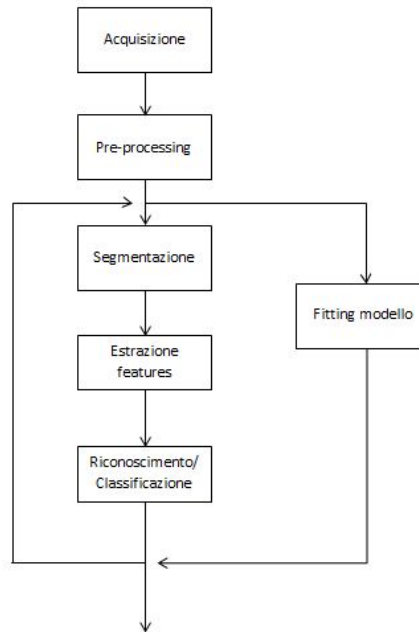 Acquisizione
Pre-processing
Segmentazione
Fitting modello
Estrazione
features
Riconoscimento/
Classificazione